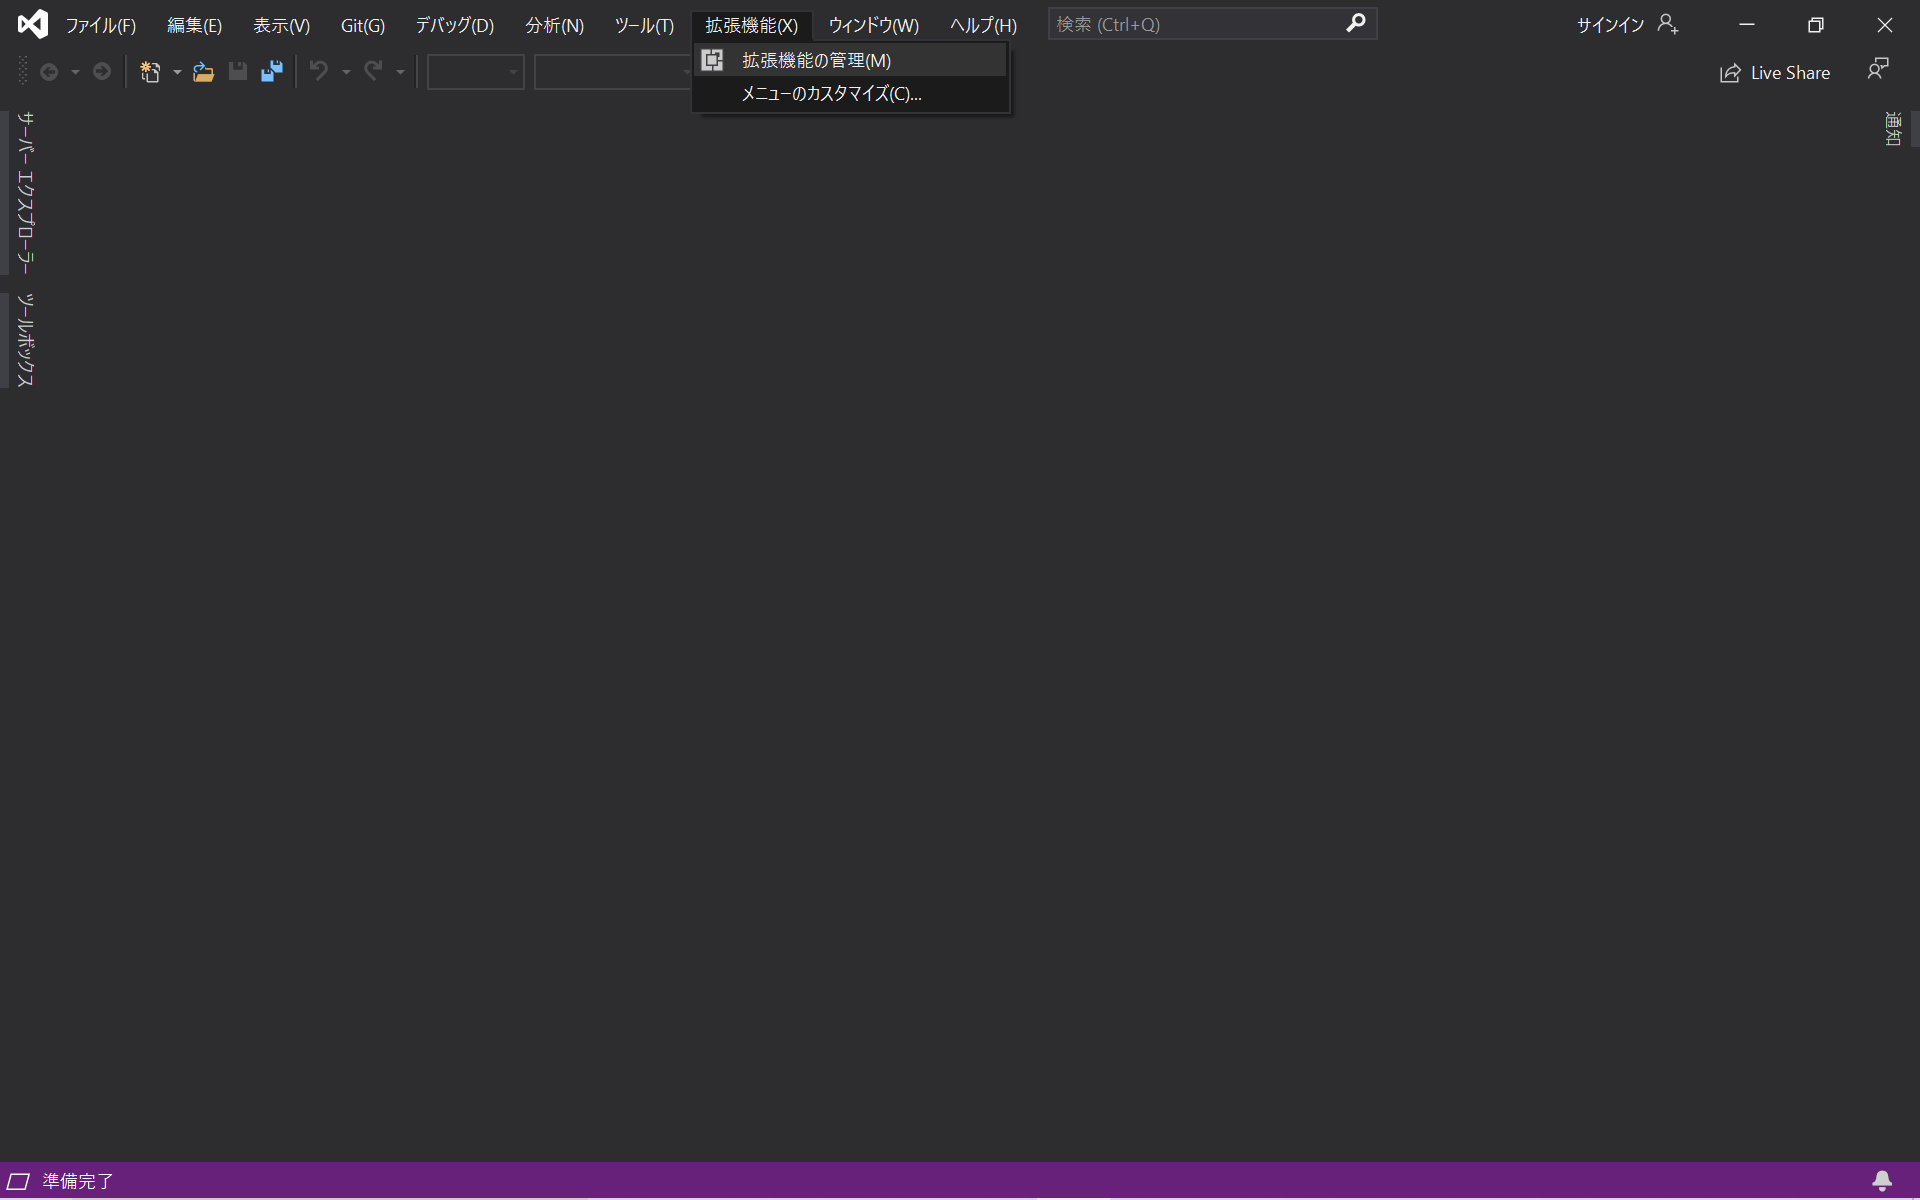 ファイル(F) 編集(E) 表示(V) Git(G) デバッグ(D) 分析(N) ツール(T) 拡張機能(X) ウィンドウ(W) ヘルプ(H) 検索 (Ctrl+Q) サインイン
拡張機能の管理(M)
メニューのカスタマイズ(C)...
Live Share
サーバー エクスプローラー
ツールボックス
通知
準備完了